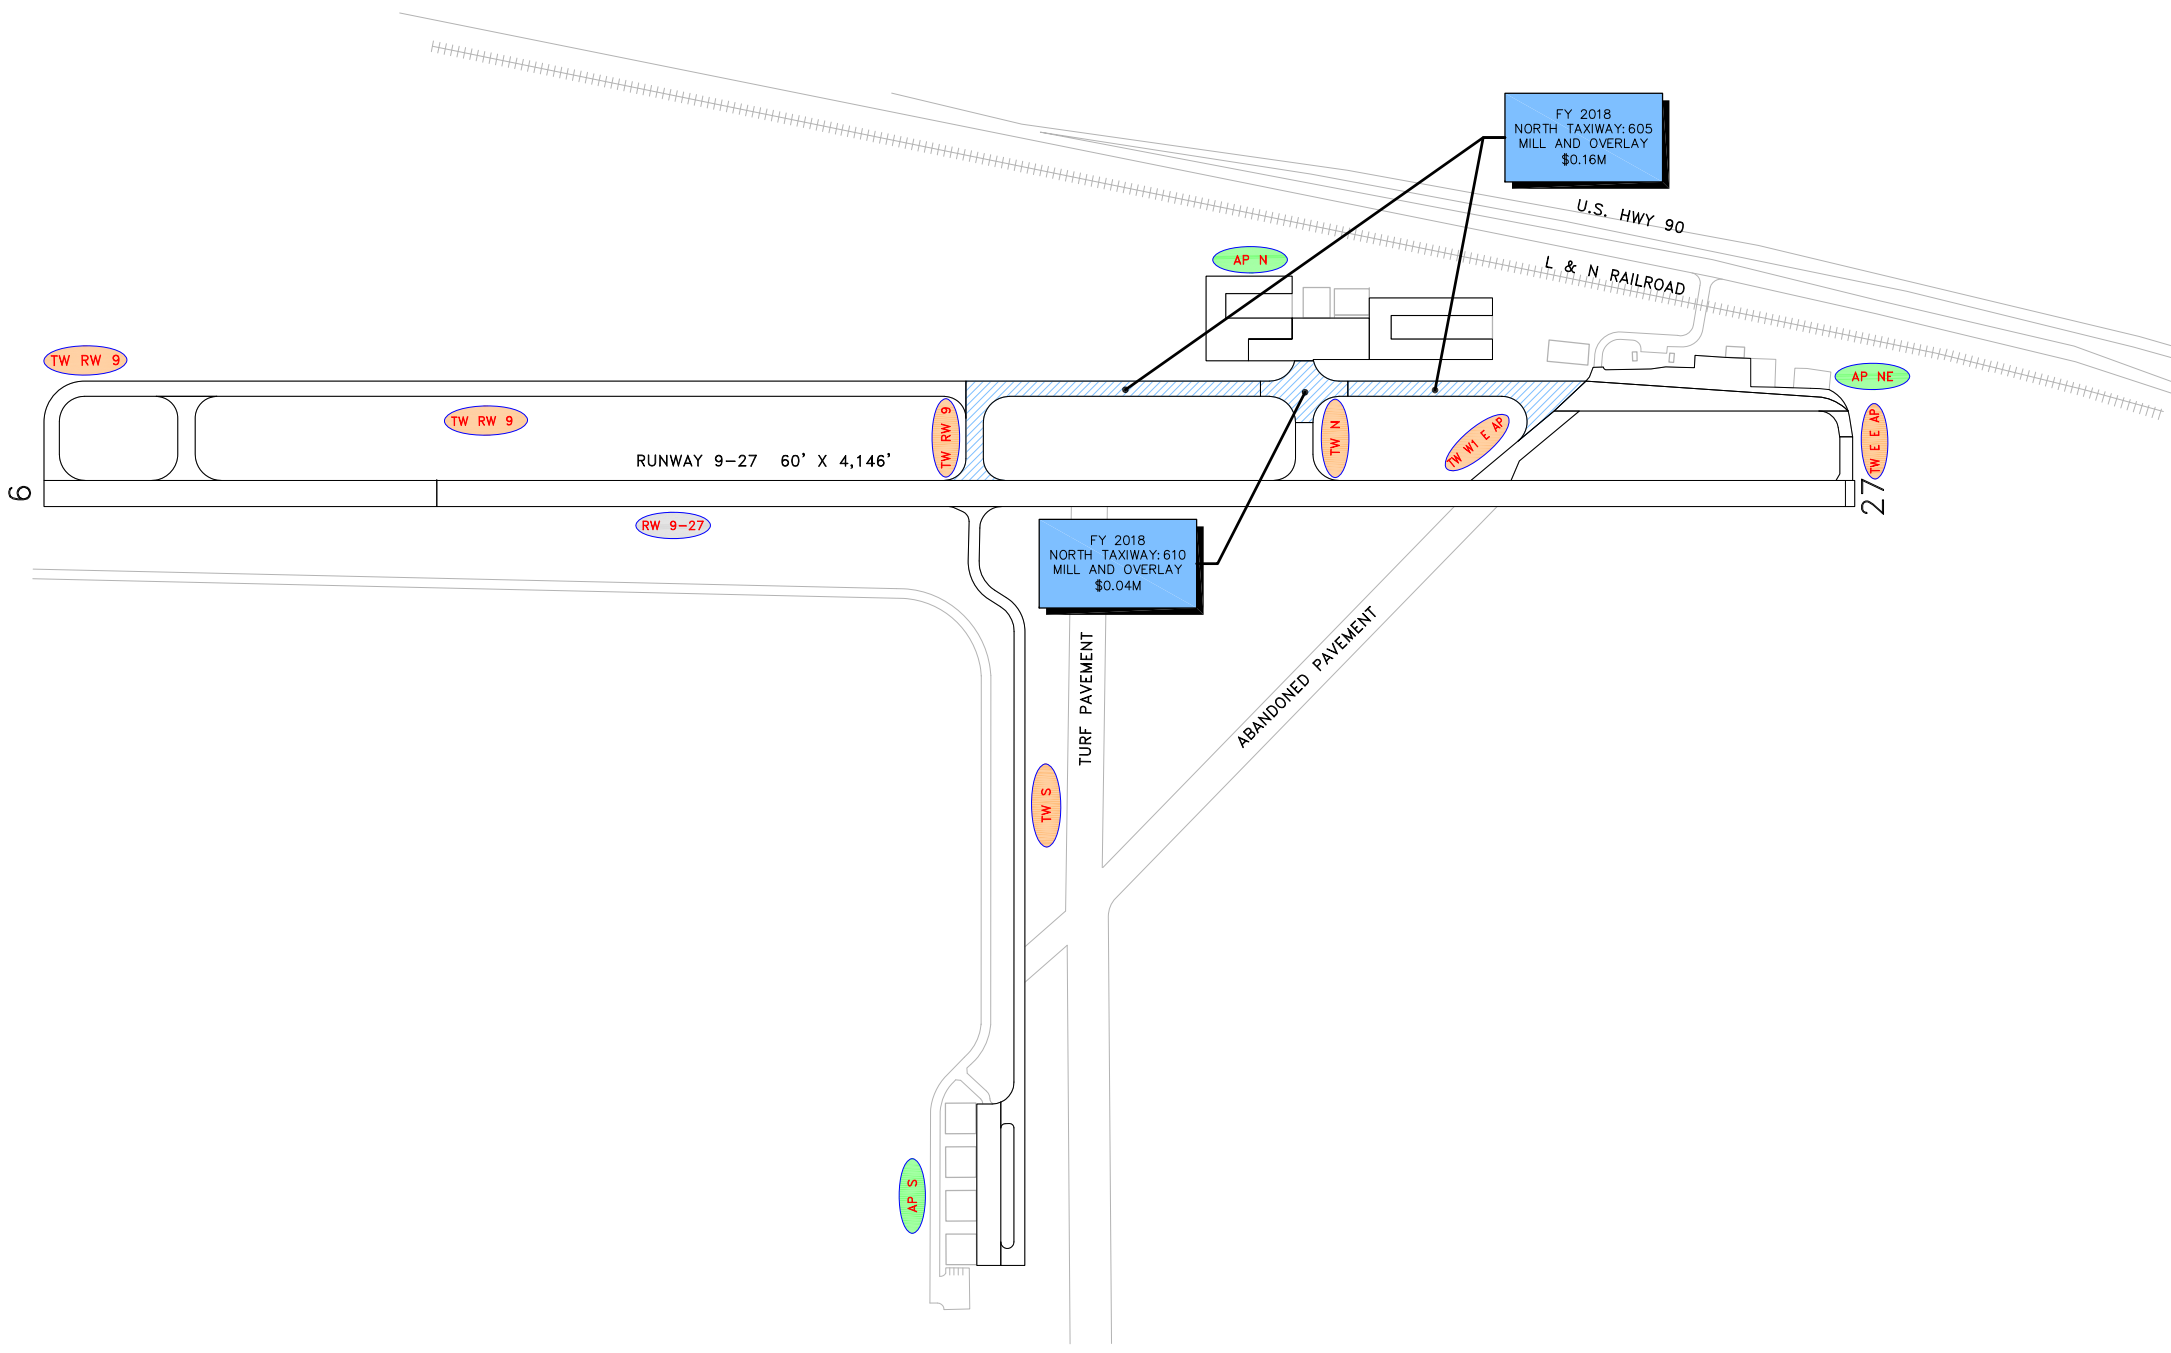 FY 2018
NORTH TAXIWAY: 605
MILL AND OVERLAY
$0.16M
U.S. HWY 90
L & N RAILROAD
AP N
TW RW 9
AP NE
TW RW 9
TW RW 9
TW N
TW W1 E AP
TW E E AP
RUNWAY 9-27 60' X 4,146'
9
27
RW 9-27
FY 2018
NORTH TAXIWAY: 610
MILL AND OVERLAY
$0.04M
TURF PAVEMENT
ABANDONED PAVEMENT
TW S
AP S